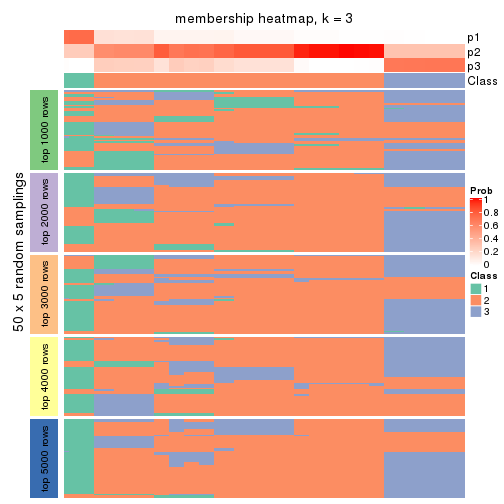 membership heatmap, k = 3
p1
p2
p3
Class
50 x 5 random samplings
top 1000 rows
top 2000 rows
top 3000 rows
top 4000 rows
top 5000 rows
Prob
1
0.8
0.6
0.4
0.2
0
Class
1
2
3